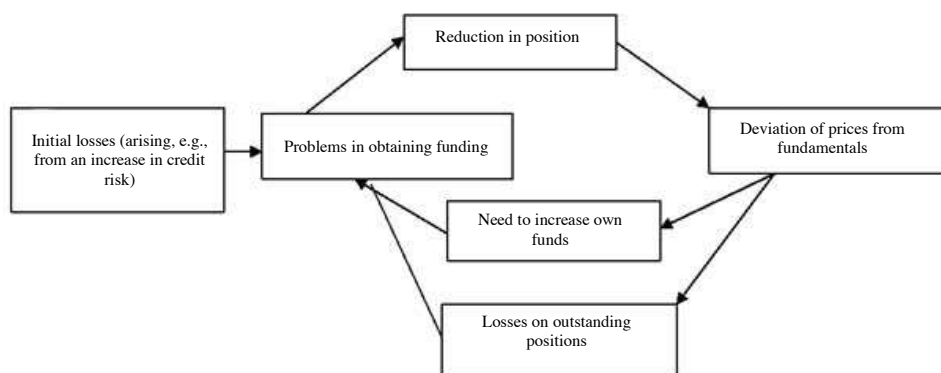 Reduction in position
Initial losses (arising, e.g.,
from an increase in credit
risk)
Problems in obtaining funding
Deviation of prices from
fundamentals
Need to increase own
funds
Losses on outstanding
positions